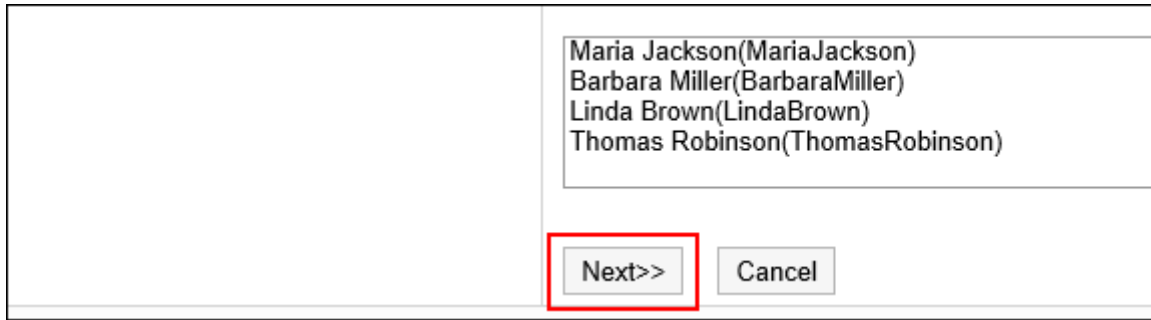 Maria Jackson(MariaJackson)
Barbara Miller(BarbaraMiller)
Linda Brown(LindaBrown)
Thomas Robinson(ThomasRobinson)
Next>> Cancel